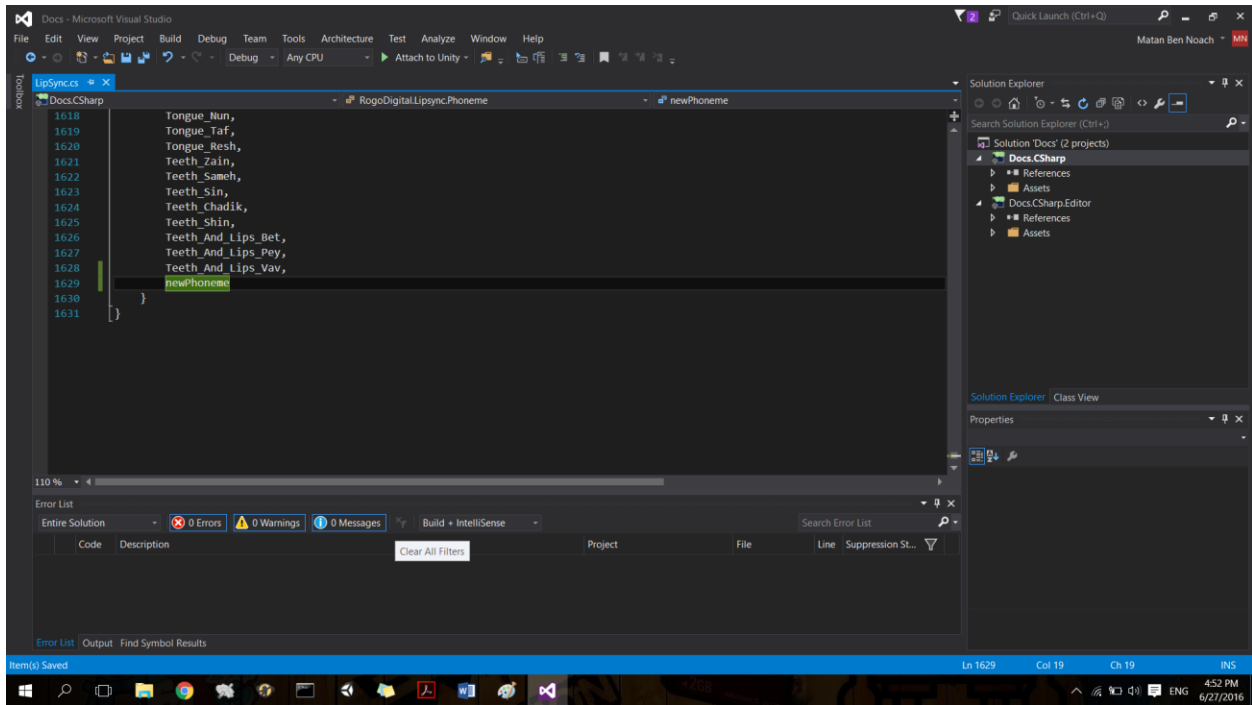 Docs - Microsoft Visual Studio
2
Quick Launch (Ctrl+Q)
File Edit View Project Build Debug Team Tools Architecture Test Analyze Window Help
Matan Ben Noach MN
Debug Any CPU Attach to Unity
Toolbox
LipSync.cs
Docs.CSharp RogoDigital.Lipsync.Phoneme newPhoneme
1618 Tongue_Nun,
1619 Tongue_Taf,
1620 Tongue_Resh,
1621 Teeth_Zain,
1622 Teeth_Sameh,
1623 Teeth_Sin,
1624 Teeth_Chadik,
1625 Teeth_Shin,
1626 Teeth_And_Lips_Bet,
1627 Teeth_And_Lips_Pey,
1628 Teeth_And_Lips_Vav,
1629 newPhoneme
1630 }
1631 }
110 %
Solution Explorer
Search Solution Explorer (Ctrl+;)
Solution 'Docs' (2 projects)
Docs.CSharp
References
Assets
Docs.CSharp.Editor
References
Assets
Solution Explorer Class View
Properties
Error List
Entire Solution 0 Errors 0 Warnings 0 Messages Build + IntelliSense Search Error List
Code Description Project File Line Suppression St...
Clear All Filters
Error List Output Find Symbol Results
Item(s) Saved Ln 1629 Col 19 Ch 19 INS
ENG
4:52 PM
6/27/2016